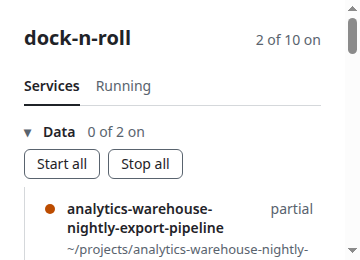 dock-n-roll
2 of 10 on
Services Running
▼ Data 0 of 2 on
Start all Stop all
analytics-warehouse- partial
nightly-export-pipeline
~/projects/analytics-warehouse-nightly-